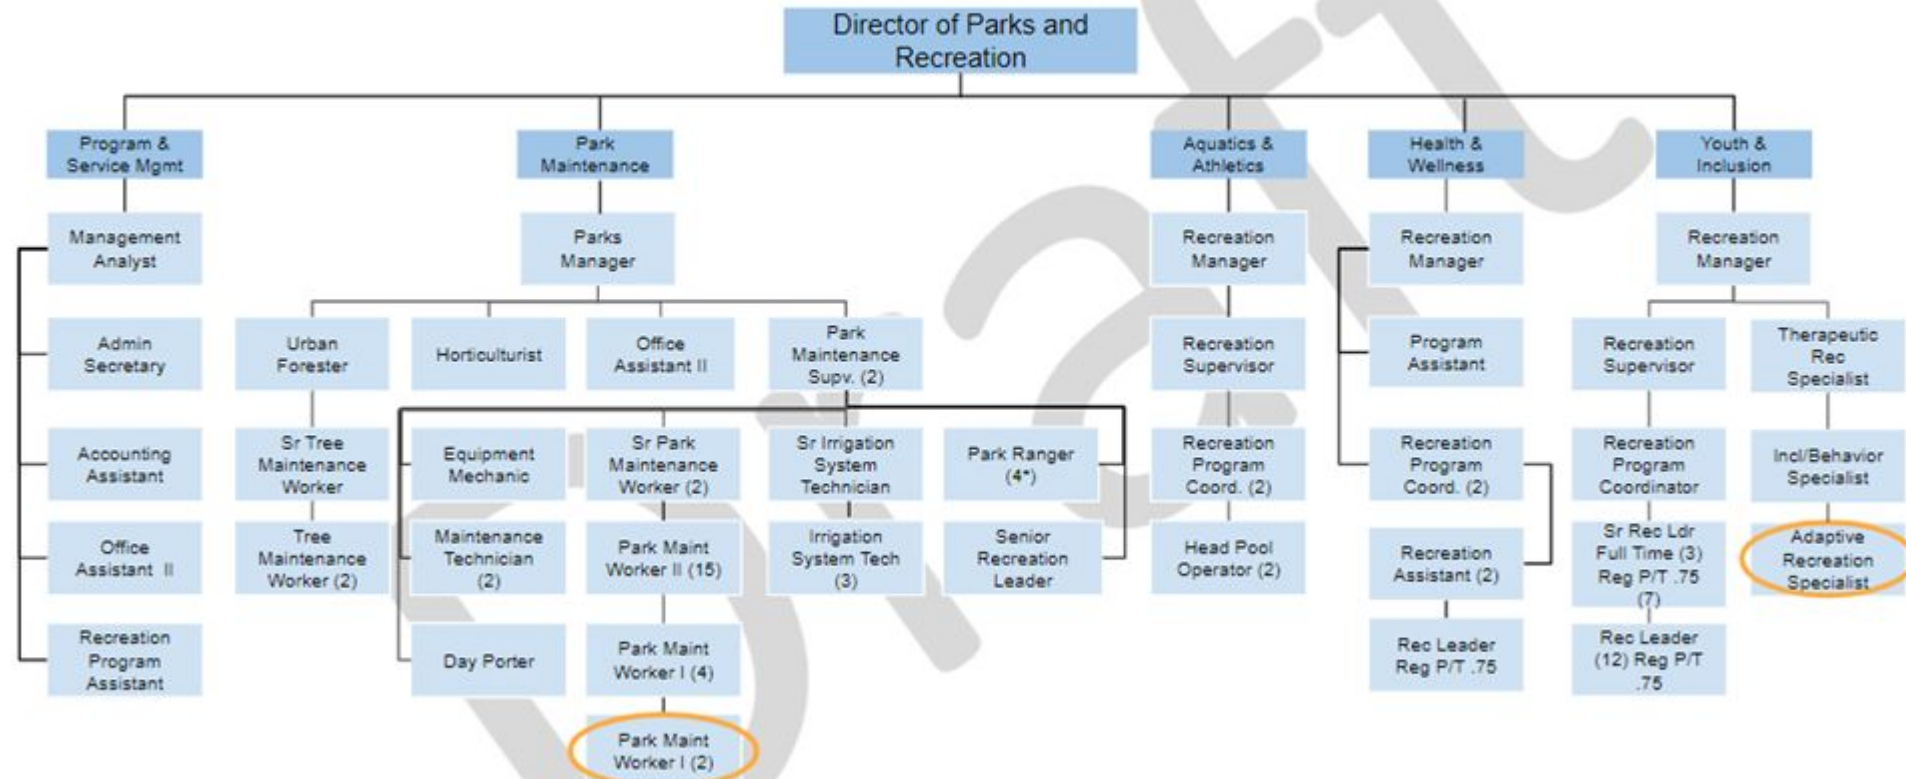 Director of Parks and
Recreation
Program &
Service Mgmt
Park
Maintenance
Aquatics &
Athletics
Health &
Wellness
Youth &
Inclusion
Management
Analyst
Parks
Manager
Recreation
Manager
Recreation
Manager
Recreation
Manager
Admin
Secretary
Urban
Forester
Horticulturist
Office
Assistant II
Park
Maintenance
Supv. (2)
Recreation
Supervisor
Program
Assistant
Recreation
Supervisor
Therapeutic
Rec
Specialist
Accounting
Assistant
Sr Tree
Maintenance
Worker
Equipment
Mechanic
Sr Park
Maintenance
Worker (2)
Sr Irrigation
System
Technician
Park Ranger
(4*)
Recreation
Program
Coord. (2)
Recreation
Program
Coord. (2)
Recreation
Program
Coordinator
Incl/Behavior
Specialist
Office
Assistant II
Tree
Maintenance
Worker (2)
Maintenance
Technician
(2)
Park Maint
Worker II (15)
Irrigation
System Tech
(3)
Senior
Recreation
Leader
Head Pool
Operator (2)
Recreation
Assistant (2)
Sr Rec Ldr
Full Time (3)
Reg P/T .75
(7)
Adaptive
Recreation
Specialist
Recreation
Program
Assistant
Day Porter
Park Maint
Worker I (4)
Rec Leader
Reg P/T .75
Rec Leader
(12) Reg P/T
.75
Park Maint
Worker I (2)
Draft